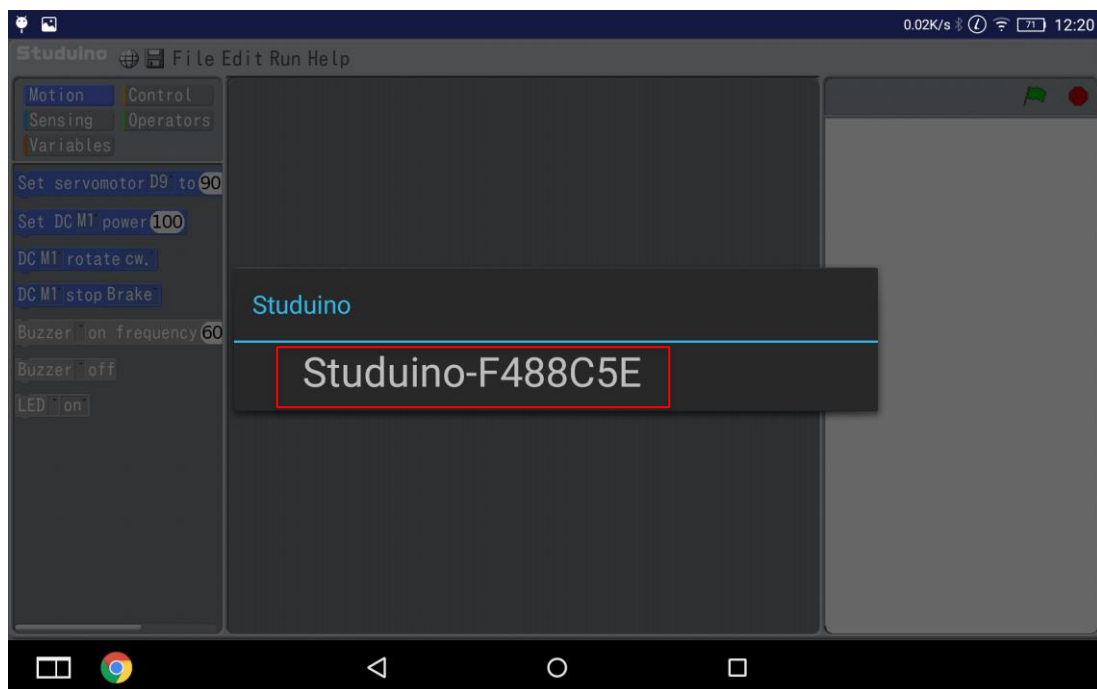 0.02K/s 71 12:20
Studuino File Edit Run Help
Motion Control
Sensing Operators
Variables
Set servomotor D9 to 90
Set DC M1 power 100
DC M1 rotate cw.
DC M1 stop Brake
Buzzer on frequency 60
Buzzer off
LED on
Studuino
Studuino-F488C5E